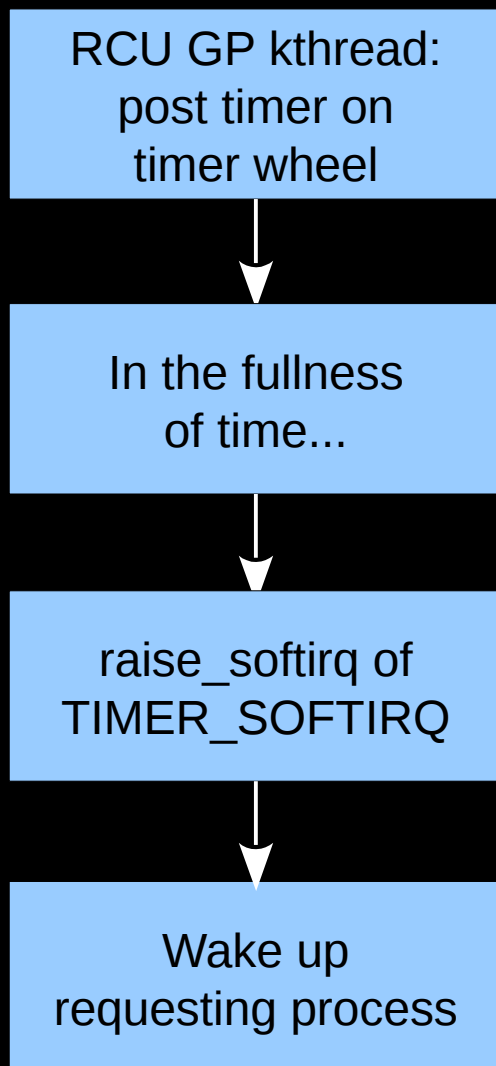 RCU GP kthread:
post timer on
timer wheel
In the fullness
of time...
raise_softirq of
TIMER_SOFTIRQ
Wake up
requesting process